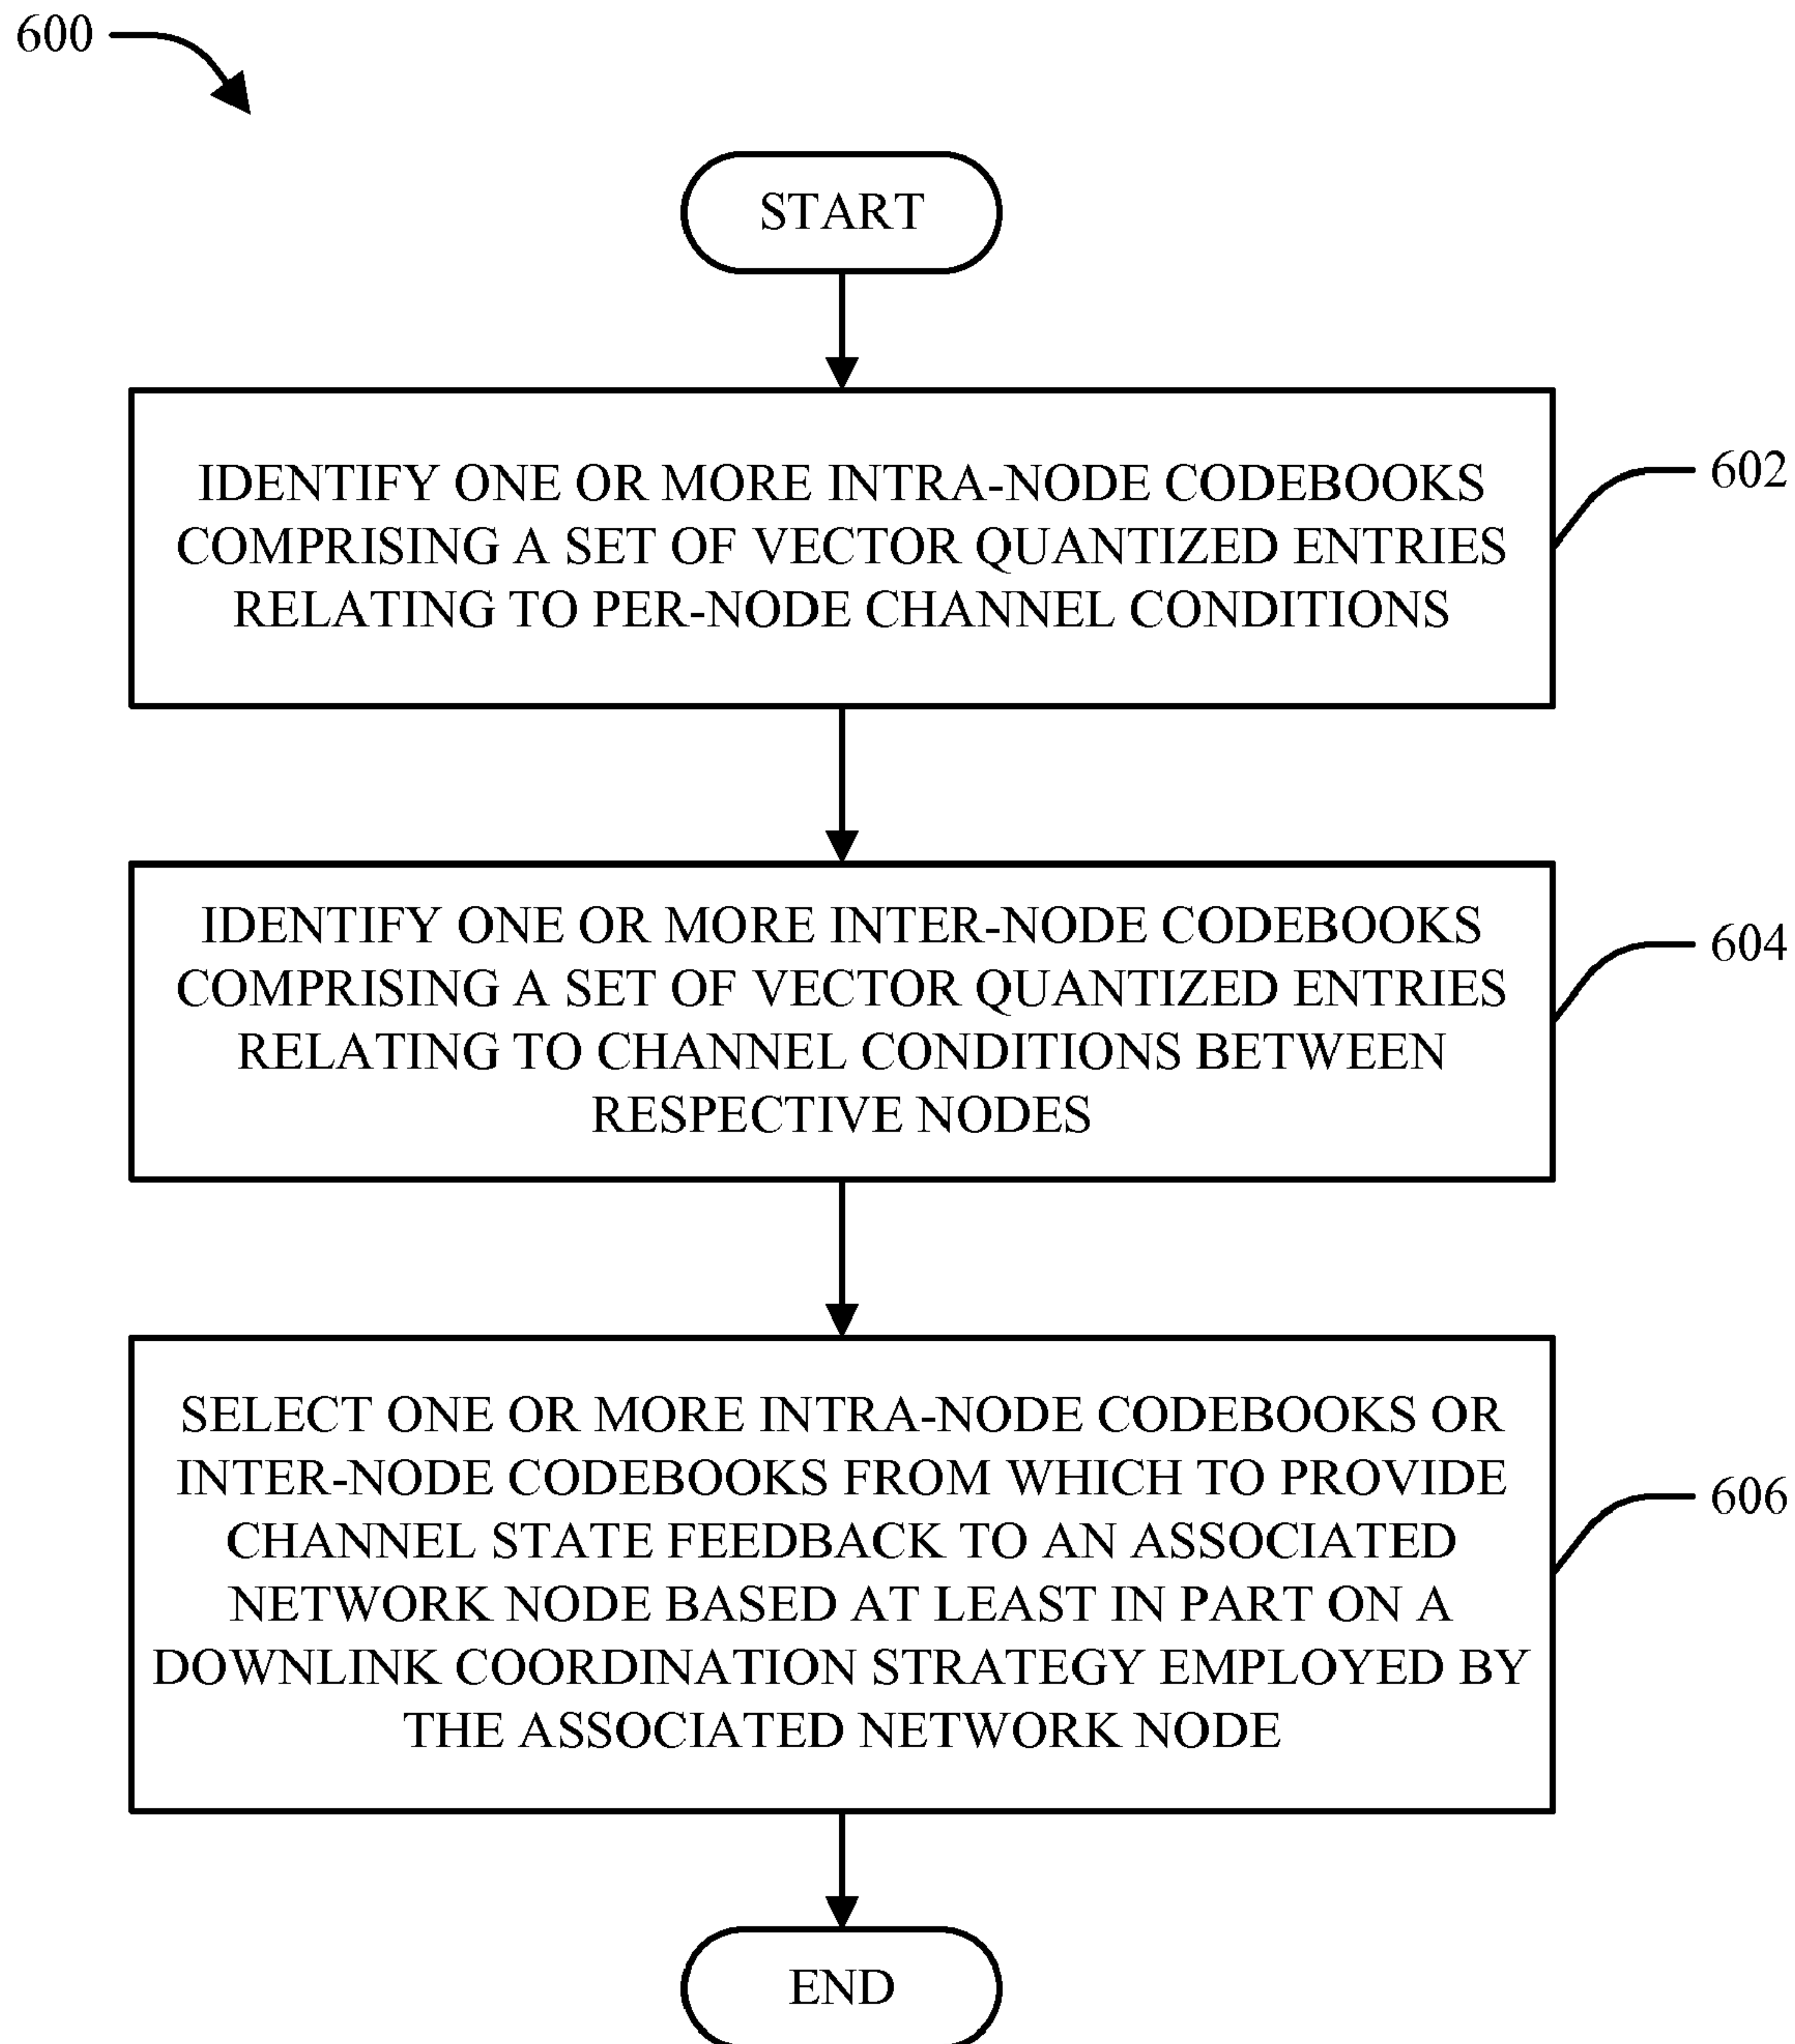 600
START
IDENTIFY ONE OR MORE INTRA-NODE CODEBOOKS
COMPRISING A SET OF VECTOR QUANTIZED ENTRIES
RELATING TO PER-NODE CHANNEL CONDITIONS
602
IDENTIFY ONE OR MORE INTER-NODE CODEBOOKS
COMPRISING A SET OF VECTOR QUANTIZED ENTRIES
RELATING TO CHANNEL CONDITIONS BETWEEN
RESPECTIVE NODES
604
SELECT ONE OR MORE INTRA-NODE CODEBOOKS OR
INTER-NODE CODEBOOKS FROM WHICH TO PROVIDE
CHANNEL STATE FEEDBACK TO AN ASSOCIATED
NETWORK NODE BASED AT LEAST IN PART ON A
DOWNLINK COORDINATION STRATEGY EMPLOYED BY
THE ASSOCIATED NETWORK NODE
606
END